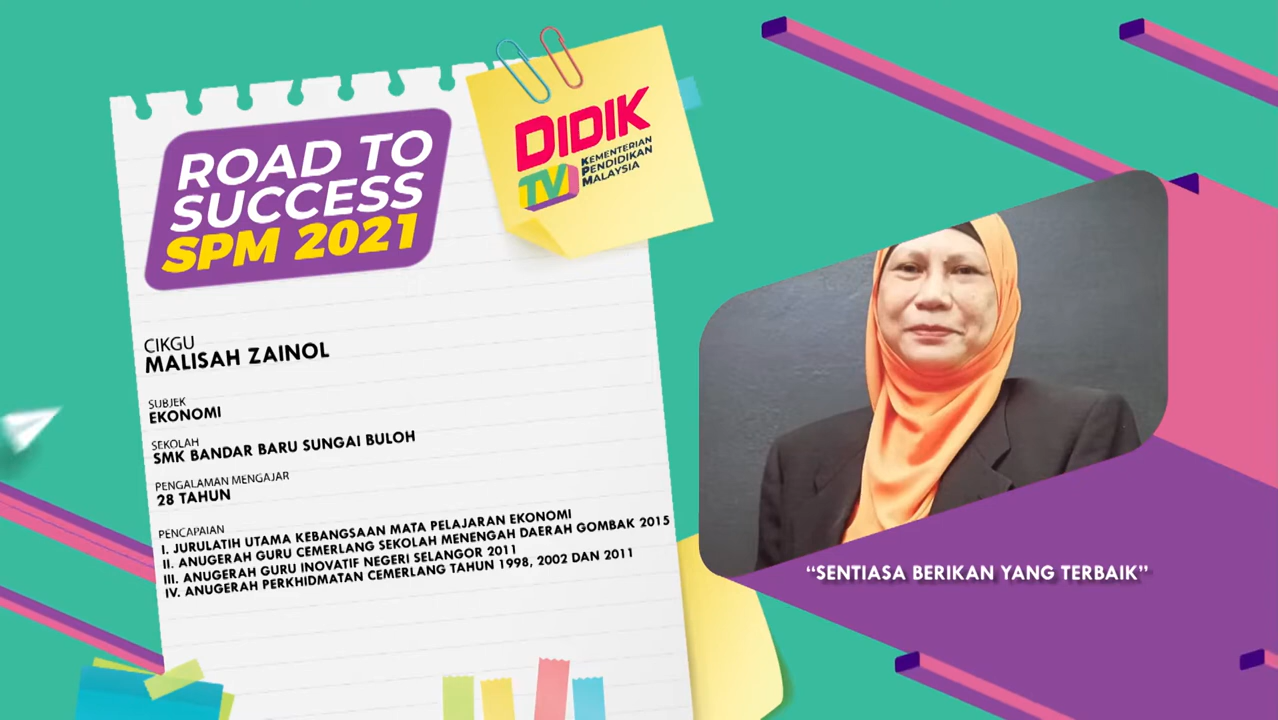 ROAD TO
SUCCESS
SPM 2021
DIDIK
TV
KEMENTERIAN
PENDIDIKAN
MALAYSIA
CIKGU
MALISAH ZAINOL
SUBJEK
EKONOMI
SEKOLAH
SMK BANDAR BARU SUNGAI BULOH
PENGALAMAN MENGAJAR
28 TAHUN
PENCAPAIAN
I. JURULATIH UTAMA KEBANGSAAN MATA PELAJARAN EKONOMI
II. ANUGERAH GURU CEMERLANG SEKOLAH MENENGAH DAERAH GOMBAK 2015
III. ANUGERAH GURU INOVATIF NEGERI SELANGOR 2011
IV. ANUGERAH PERKHIDMATAN CEMERLANG TAHUN 1998, 2002 DAN 2011
“SENTIASA BERIKAN YANG TERBAIK”